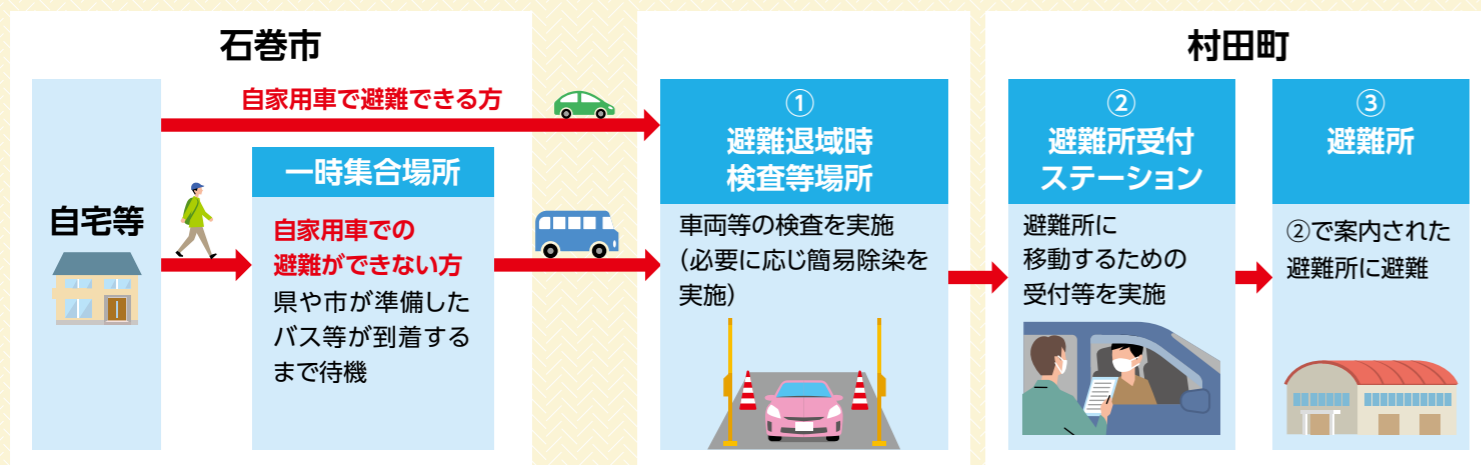 石巻市
自宅等
自家用車で避難できる方
一時集合場所
自家用車での
避難ができない方
県や市が準備した
バス等が到着する
まで待機
①
避難退域時
検査等場所
車両等の検査を実施
（必要に応じ簡易除染を
実施）
村田町
②
避難所受付
ステーション
避難所に
移動するための
受付等を実施
③
避難所
②で案内された
避難所に避難